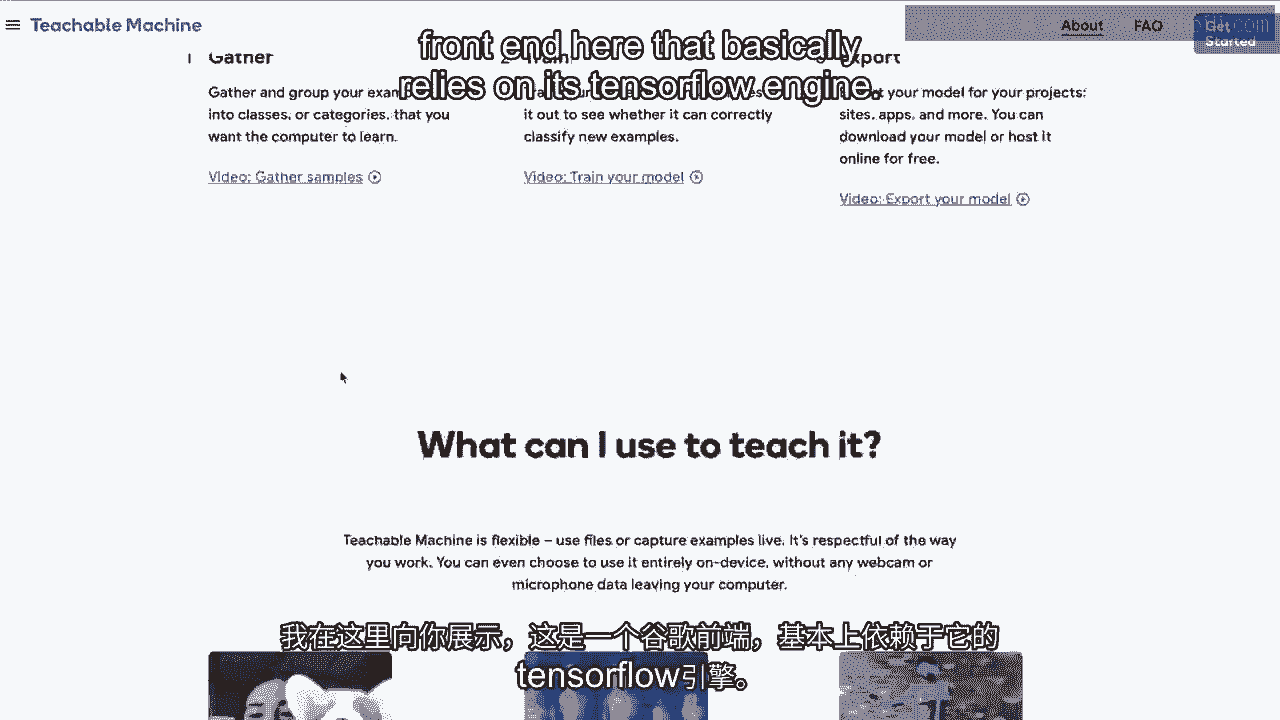 Teachable Machine
About
FAQ
Get
Started
front end here that basically
relies on its tensorflow engine.
1 Gather
Gather and group your
into classes, or categories, that you
want the computer to learn.
Video: Gather samples
it out to see whether it can correctly
classify new examples.
Video: Train your model
your model for your projects:
sites, apps, and more. You can
download your model or host it
online for free.
Video: Export your model
What can I use to teach it?
Teachable Machine is flexible – use files or capture examples live. It's respectful of the way
you work. You can even choose to use it entirely on-device, without any webcam or
microphone data leaving your computer.
我在这里向你展示，这是一个谷歌前端，基本上依赖于它的
tensorflow引擎。